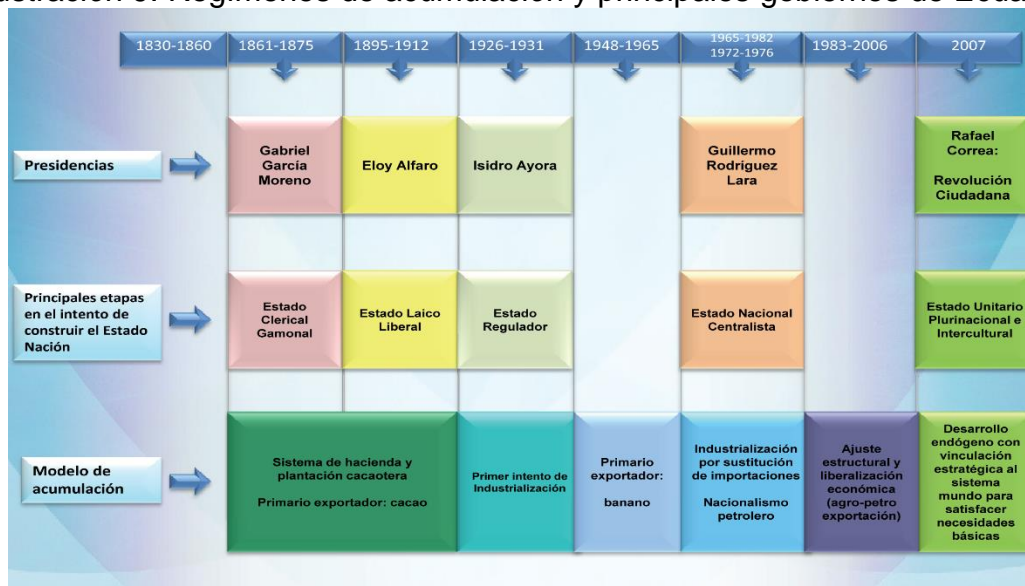 Regímenes de acumulación y principales gobiernos de
1830-1860
1861-1875
1895-1912
1926-1931
1948-1965
1965-1982
1972-1976
1983-2006
2007
Presidencias
Gabriel
García
Moreno
Eloy Alfaro
Isidro Ayora
Guillermo
Rodríguez
Lara
Rafael
Correa:
Revolución
Ciudadana
Principales etapas
en el intento de
construir el Estado
Nación
Estado
Clerical
Gamonal
Estado Laico
Liberal
Estado
Regulador
Estado Nacional
Centralista
Estado Unitario
Plurinacional e
Intercultural
Modelo de
acumulación
Sistema de hacienda y
plantación cacaotera
Primario exportador: cacao
Primer intento de
Industrialización
Primario
exportador:
banano
Industrialización
por sustitución
de importaciones
Nacionalismo
petrolero
Ajuste
estructural y
liberalización
económica
(agro-petro
exportación)
Desarrollo
endógeno con
vinculación
estratégica al
sistema
mundo para
satisfacer
necesidades
básicas